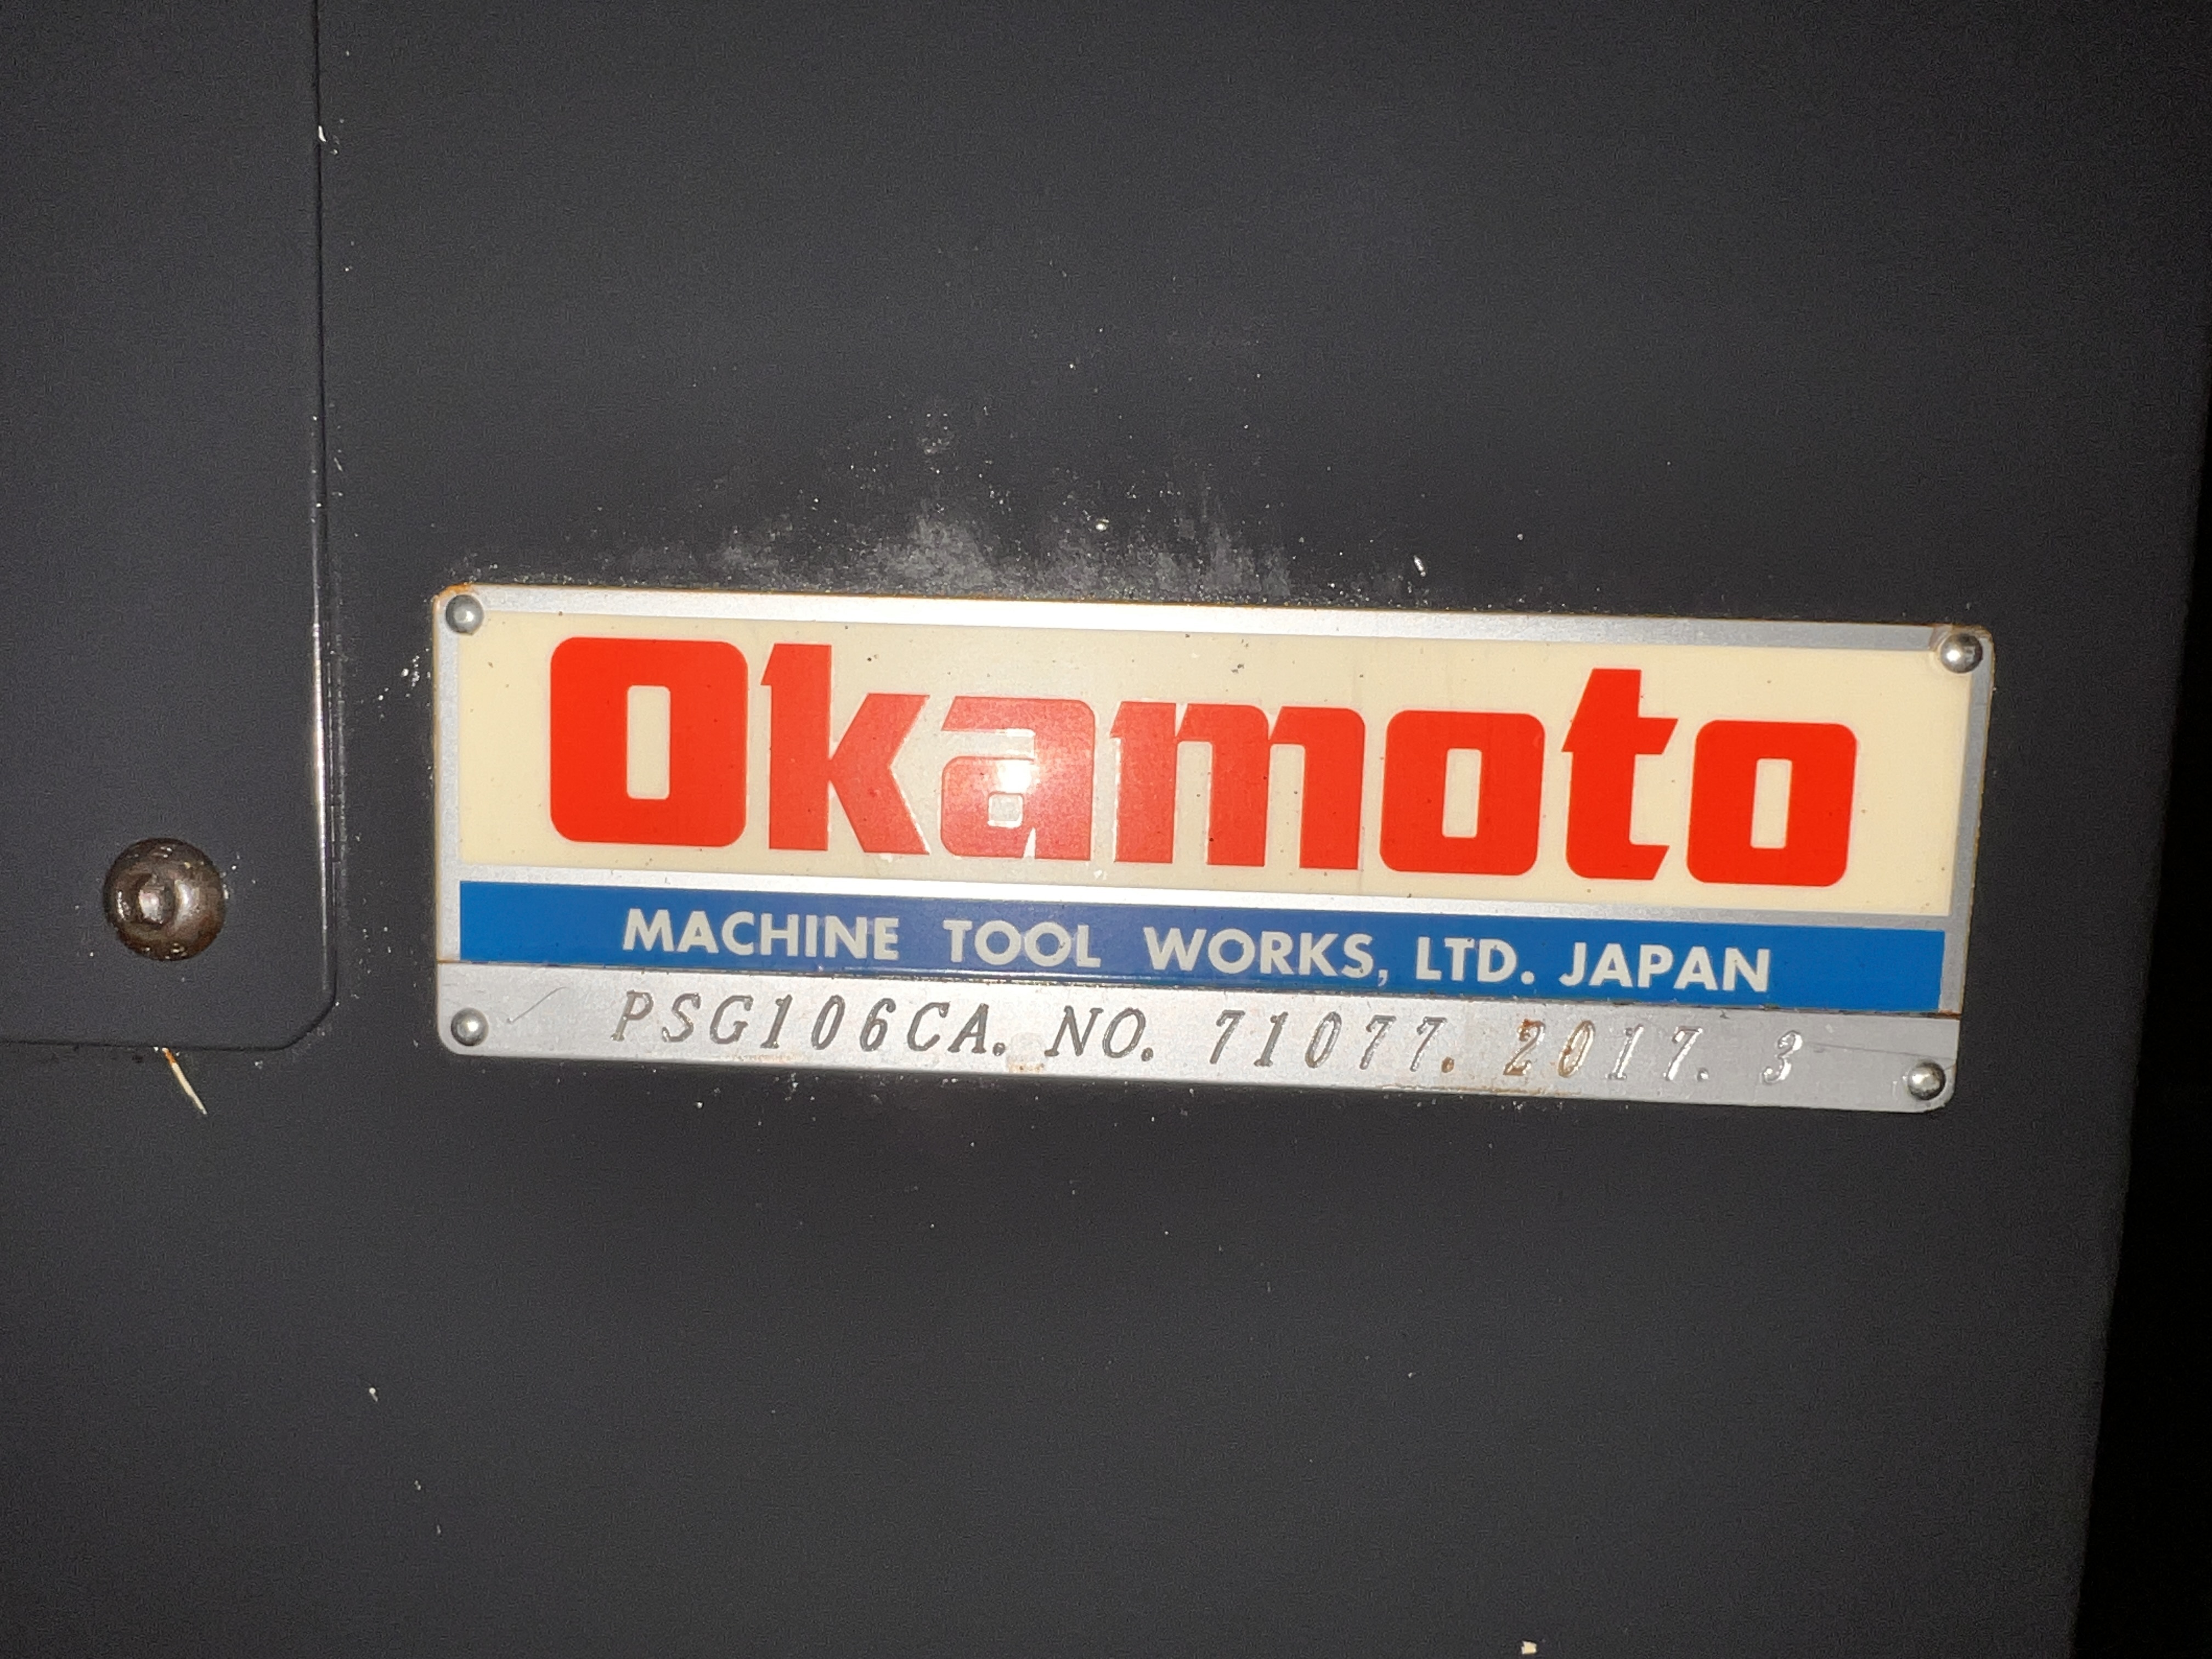 Okamoto
MACHINE TOOL WORKS, LTD. JAPAN
PSG106CA. NO. 71077. 2017. 3